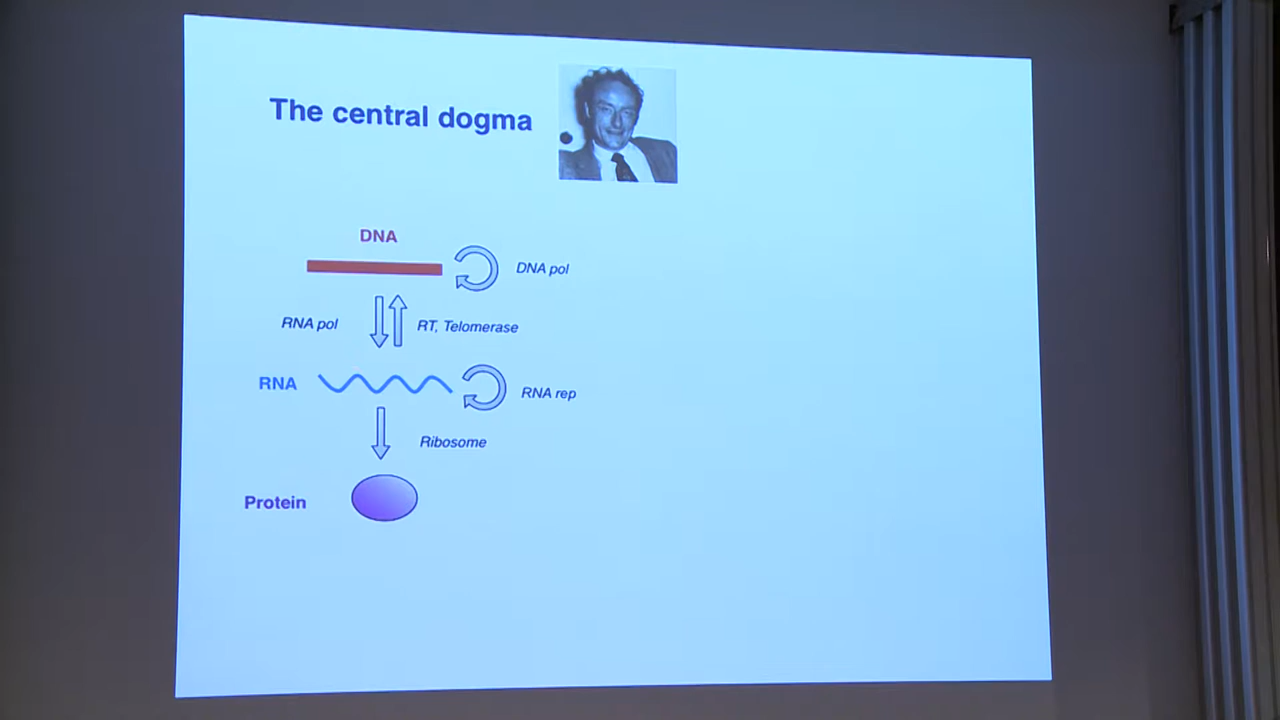 The central dogma
DNA
DNA pol
RNA pol
RT, Telomerase
RNA
RNA rep
Ribosome
Protein